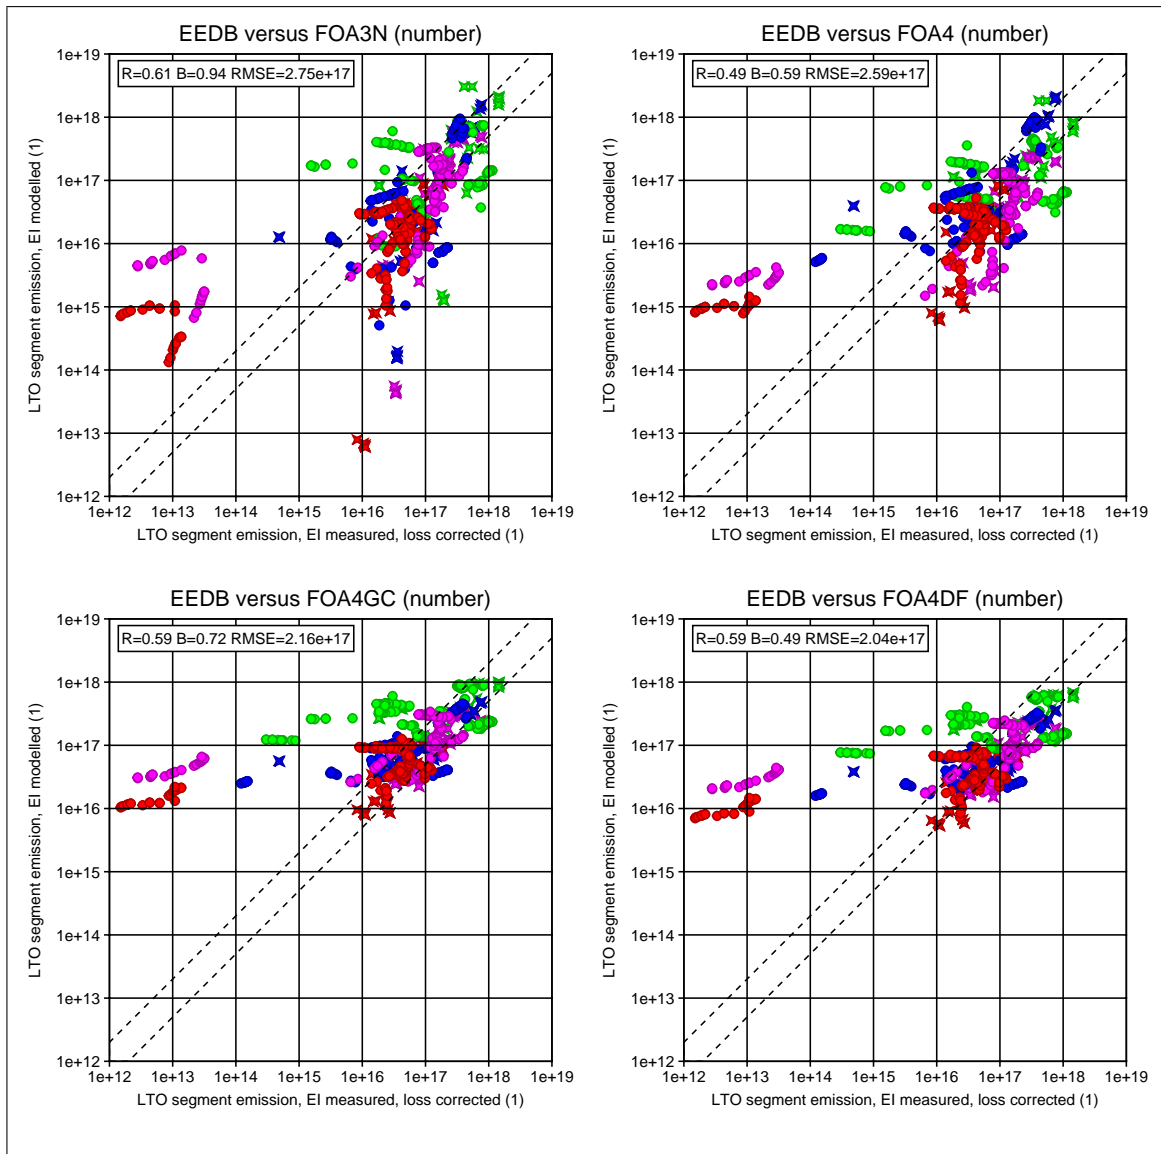 EEDB versus FOA3N (number)
R=0.61 B=0.94 RMSE=2.75e+17
LTO segment emission, EI modelled (1)
1e+19
1e+18
1e+17
1e+16
1e+15
1e+14
1e+13
1e+12
1e+12 1e+13 1e+14 1e+15 1e+16 1e+17 1e+18 1e+19
LTO segment emission, EI measured, loss corrected (1)
EEDB versus FOA4 (number)
R=0.49 B=0.59 RMSE=2.59e+17
LTO segment emission, EI modelled (1)
1e+19
1e+18
1e+17
1e+16
1e+15
1e+14
1e+13
1e+12
1e+12 1e+13 1e+14 1e+15 1e+16 1e+17 1e+18 1e+19
LTO segment emission, EI measured, loss corrected (1)
EEDB versus FOA4GC (number)
R=0.59 B=0.72 RMSE=2.16e+17
LTO segment emission, EI modelled (1)
1e+19
1e+18
1e+17
1e+16
1e+15
1e+14
1e+13
1e+12
1e+12 1e+13 1e+14 1e+15 1e+16 1e+17 1e+18 1e+19
LTO segment emission, EI measured, loss corrected (1)
EEDB versus FOA4DF (number)
R=0.59 B=0.49 RMSE=2.04e+17
LTO segment emission, EI modelled (1)
1e+19
1e+18
1e+17
1e+16
1e+15
1e+14
1e+13
1e+12
1e+12 1e+13 1e+14 1e+15 1e+16 1e+17 1e+18 1e+19
LTO segment emission, EI measured, loss corrected (1)